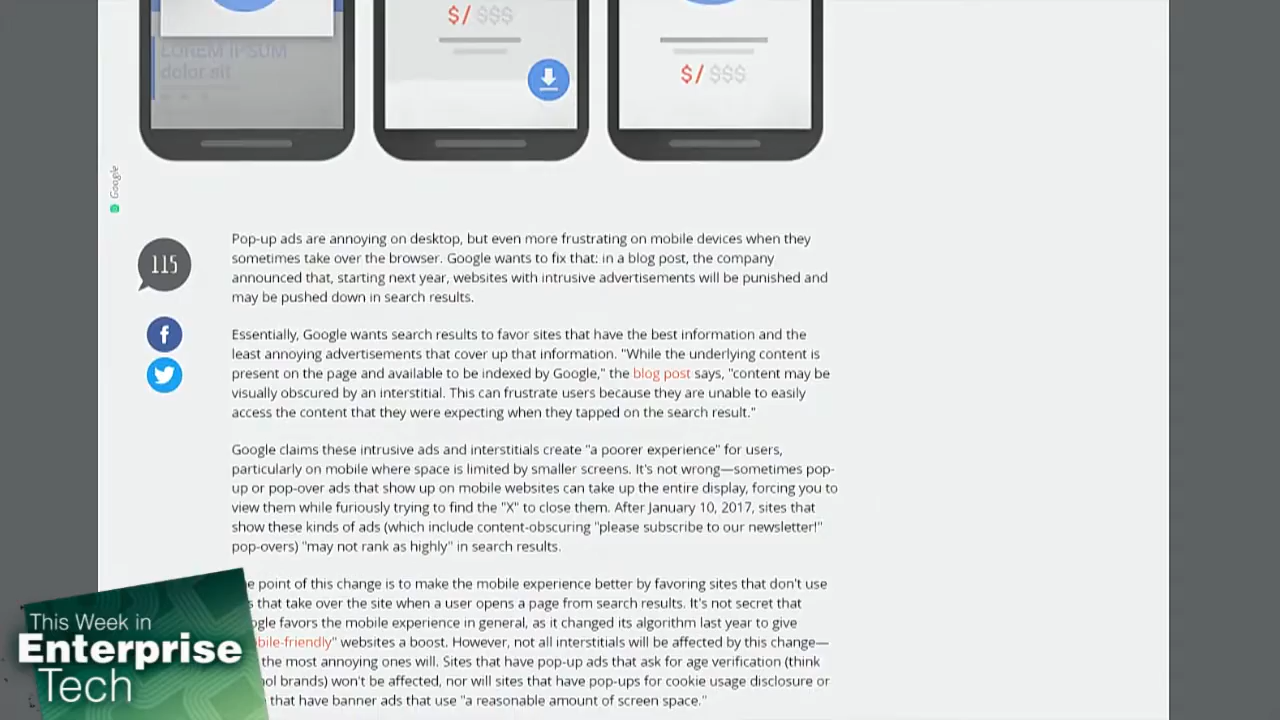 $/ $$$
LOREM IPSUM
dolor sit
$/ $$$
Google
115
Pop-up ads are annoying on desktop, but even more frustrating on mobile devices when they
sometimes take over the browser. Google wants to fix that: in a blog post, the company
announced that, starting next year, websites with intrusive advertisements will be punished and
may be pushed down in search results.
Essentially, Google wants search results to favor sites that have the best information and the
least annoying advertisements that cover up that information. "While the underlying content is
present on the page and available to be indexed by Google," the blog post says, "content may be
visually obscured by an interstitial. This can frustrate users because they are unable to easily
access the content that they were expecting when they tapped on the search result."
Google claims these intrusive ads and interstitials create "a poorer experience" for users,
particularly on mobile where space is limited by smaller screens. It's not wrong—sometimes pop-
up or pop-over ads that show up on mobile websites can take up the entire display, forcing you to
view them while furiously trying to find the "X" to close them. After January 10, 2017, sites that
show these kinds of ads (which include content-obscuring "please subscribe to our newsletter!"
pop-overs) "may not rank as highly" in search results.
e point of this change is to make the mobile experience better by favoring sites that don't use
s that take over the site when a user opens a page from search results. It's not secret that
ogle favors the mobile experience in general, as it changed its algorithm last year to give
bile-friendly" websites a boost. However, not all interstitials will be affected by this change—
the most annoying ones will. Sites that have pop-up ads that ask for age verification (think
ol brands) won't be affected, nor will sites that have pop-ups for cookie usage disclosure or
that have banner ads that use "a reasonable amount of screen space."
This Week in
Enterprise
Tech